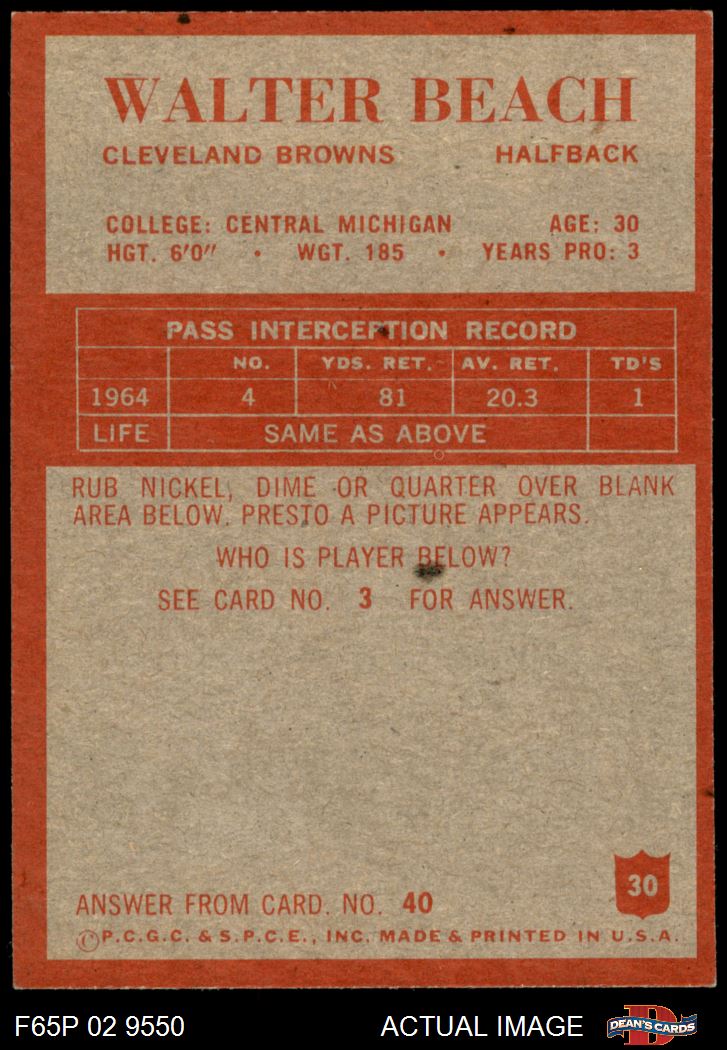 WALTER BEACH
CLEVELAND BROWNS HALFBACK
COLLEGE: CENTRAL MICHIGAN AGE: 30
HGT. 6'0" • WGT. 185 • YEARS PRO: 3
PASS INTERCEPTION RECORD
NO. YDS. RET. AV. RET. TD'S
1964 4 81 20.3 1
LIFE SAME AS ABOVE
RUB NICKEL, DIME OR QUARTER OVER BLANK
AREA BELOW. PRESTO A PICTURE APPEARS.
WHO IS PLAYER BELOW?
SEE CARD NO. 3 FOR ANSWER.
30
ANSWER FROM CARD. NO. 40
©P.C.G.C. & S.P.C.E., INC. MADE & PRINTED IN U.S.A.
F65P 02 9550 ACTUAL IMAGE D DEAN'S CARDS